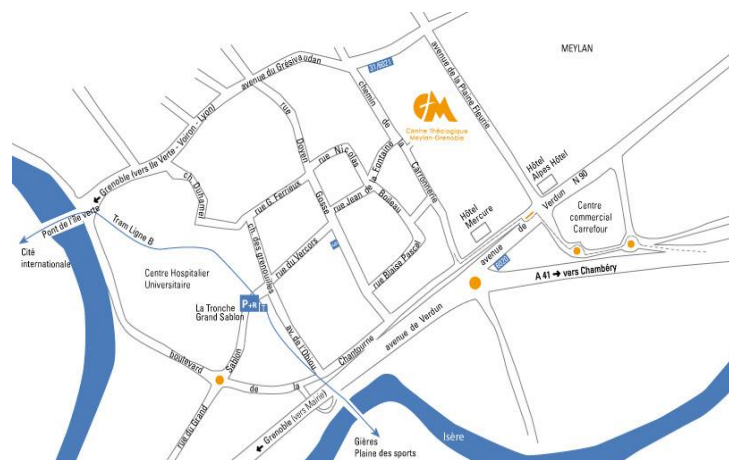 MEYLAN
avenue du Grésivaudan
37/6021
avenue de la Plaine Fleurie
chemin de la Carronnerie
Centre Théologique
Meylan-Grenoble
Grenoble (vers Ile Verte - Voiron - Lyon)
rue Doyen Gosse
rue Nicolas
rue Jean de la Fontaine
Boileau
ch. Duhamel
rue G. Ferrieux
Hôtel
Alpes Hôtel
N 90
avenue de Verdun
Centre
commercial
Carrefour
Hôtel
Mercure
Pont de l'île verte
Tram Ligne B
Cité
internationale
Centre Hospitalier
Universitaire
ch. des grenouilles
rue du Vercors
rue Blaise Pascal
6020
A 41 → vers Chambéry
La Tronche
Grand Sablon
P+R
T
av. de l'Obiou
avenue de Verdun
boulevard de la Chantourne
rue du Grand Sablon
Grenoble (vers Mairie)
Gières
Plaine des sports
Isère